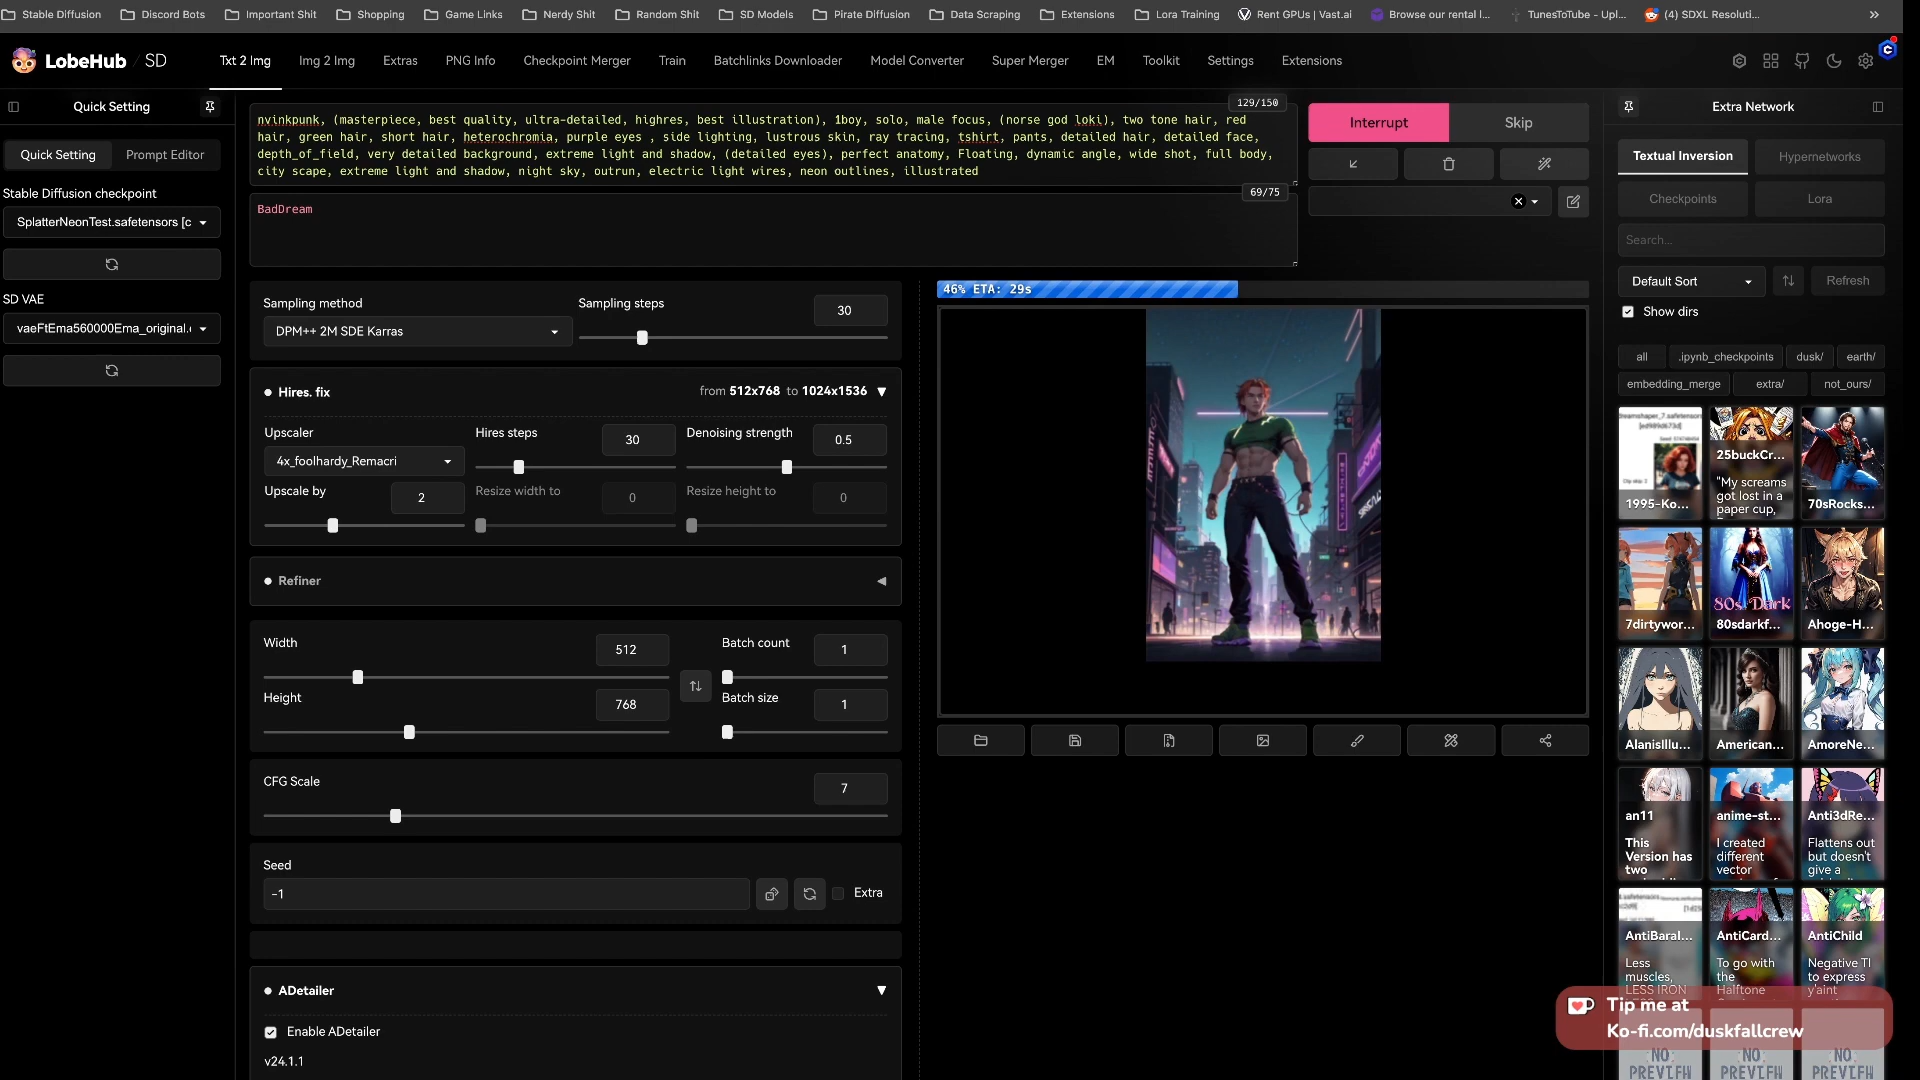 Stable Diffusion Discord Bots Important Shit Shopping Game Links Nerdy Shit Random Shit SD Models Pirate Diffusion Data Scraping Extensions Lora Training Rent GPUs | Vast.ai Browse our rental l... TunesToTube - Upl... (4) SDXL Resoluti... »
LobeHub / SD Txt 2 Img Img 2 Img Extras PNG Info Checkpoint Merger Train Batchlinks Downloader Model Converter Super Merger EM Toolkit Settings Extensions
Quick Setting
Quick Setting Prompt Editor
Stable Diffusion checkpoint
SplatterNeonTest.safetensors [c
SD VAE
vaeFtEma560000Ema_original.
129/150
nvinkpunk, (masterpiece, best quality, ultra-detailed, highres, best illustration), 1boy, solo, male focus, (norse god loki), two tone hair, red
hair, green hair, short hair, heterochromia, purple eyes , side lighting, lustrous skin, ray tracing, tshirt, pants, detailed hair, detailed face,
depth_of_field, very detailed background, extreme light and shadow, (detailed eyes), perfect anatomy, Floating, dynamic angle, wide shot, full body,
city scape, extreme light and shadow, night sky, outrun, electric light wires, neon outlines, illustrated
69/75
BadDream
Interrupt Skip
Sampling method
DPM++ 2M SDE Karras
Sampling steps 30
Hires. fix from 512x768 to 1024x1536
Upscaler
4x_foolhardy_Remacri
Hires steps 30
Denoising strength 0.5
Upscale by 2
Resize width to 0
Resize height to 0
Refiner
Width 512
Batch count 1
Height 768
Batch size 1
CFG Scale 7
Seed
-1
Extra
ADetailer
Enable ADetailer
v24.1.1
46% ETA: 29s
Extra Network
Textual Inversion Hypernetworks
Checkpoints Lora
Search...
Default Sort Refresh
Show dirs
all .ipynb_checkpoints dusk/ earth/
embedding_merge extra/ not_ours/
1995-Ko...
25buckCr...
"My screams
got lost in a
paper cup,
70sRocks...
7dirtywor...
80s Dark
80sdarkf...
Ahoge-H...
AlanisIllu...
American...
AmoreNe...
an11
This
Version has
two
anime-st...
I created
different
vector
Anti3dRe...
Flattens out
but doesn't
give a
AntiBaral...
Less
muscles,
LESS IRON
AntiCard...
To go with
the
Halftone
AntiChild
Negative TI
to express
y'aint
Tip me at
Ko-fi.com/duskfallcrew
NO PREVIEW
NO PREVIEW
NO PREVIEW